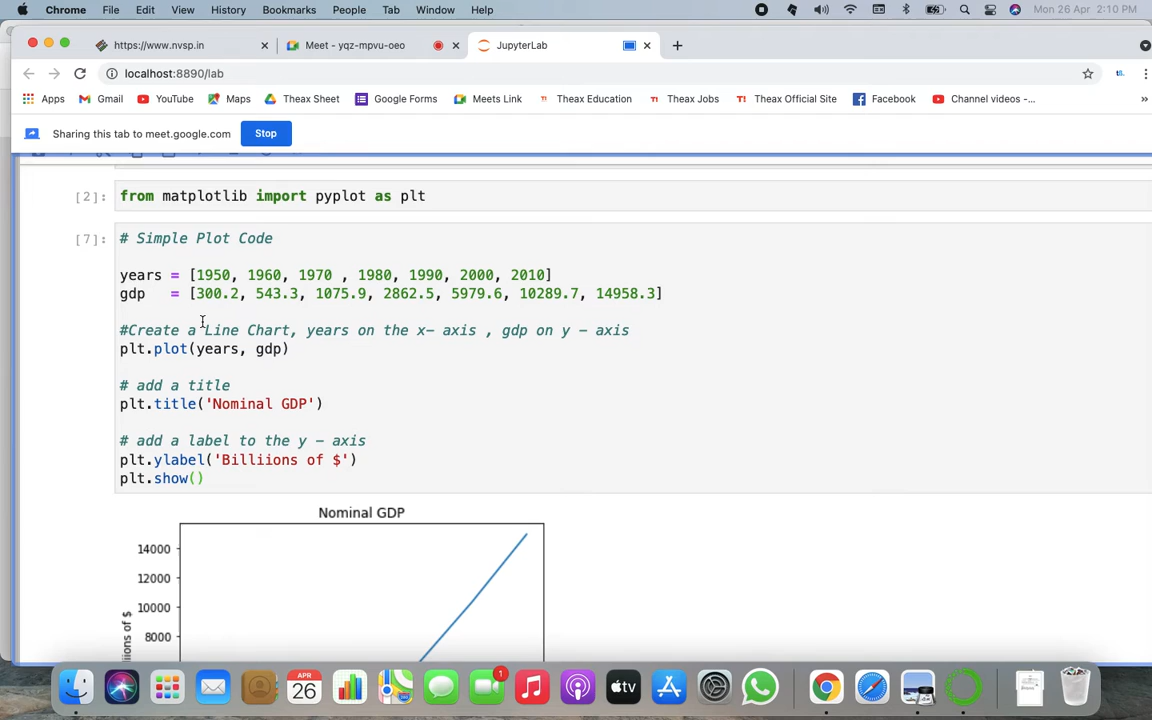 Chrome File Edit View History Bookmarks People Tab Window Help Mon 26 Apr 2:10 PM
https://www.nvsp.in Meet - yqz-mpvu-oeo JupyterLab
localhost:8890/lab
Apps Gmail YouTube Maps Theax Sheet Google Forms Meets Link Theax Education Theax Jobs Theax Official Site Facebook Channel videos -... »
Sharing this tab to meet.google.com Stop
[2]: from matplotlib import pyplot as plt
[7]: # Simple Plot Code
years = [1950, 1960, 1970 , 1980, 1990, 2000, 2010]
gdp = [300.2, 543.3, 1075.9, 2862.5, 5979.6, 10289.7, 14958.3]
#Create a Line Chart, years on the x- axis , gdp on y - axis
plt.plot(years, gdp)
# add a title
plt.title('Nominal GDP')
# add a label to the y - axis
plt.ylabel('Billiions of $')
plt.show()
Nominal GDP
14000
12000
10000
8000
iions of $
APR
26
1
tv